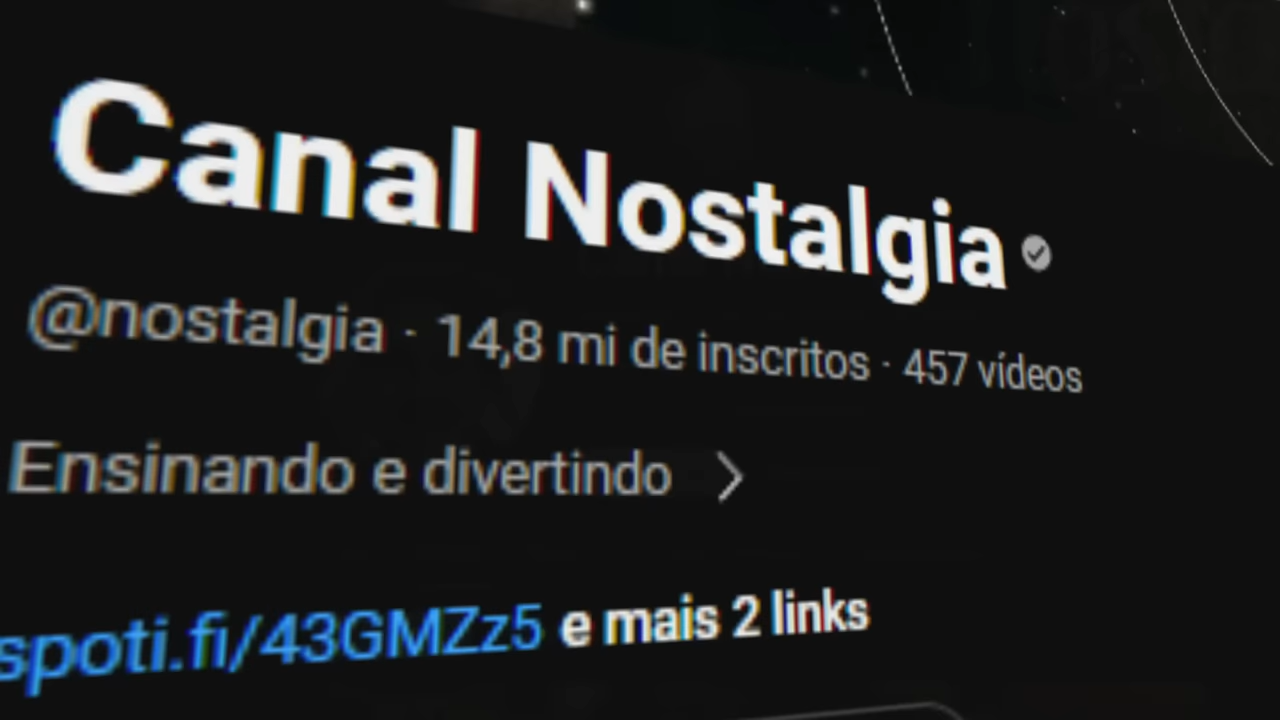 Canal Nostalgia
@nostalgia · 14,8 mi de inscritos · 457 vídeos
Ensinando e divertindo
spoti.fi/43GMZz5 e mais 2 links